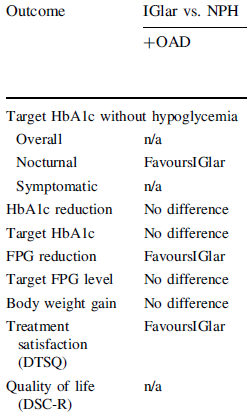 Outcome IGlar vs. NPH
+OAD
Target HbA1c without hypoglycemia
Overall n/a
Nocturnal FavoursIGlar
Symptomatic n/a
HbA1c reduction No difference
Target HbA1c No difference
FPG reduction FavoursIGlar
Target FPG level No difference
Body weight gain No difference
Treatment FavoursIGlar
satisfaction
(DTSQ)
Quality of life n/a
(DSC-R)